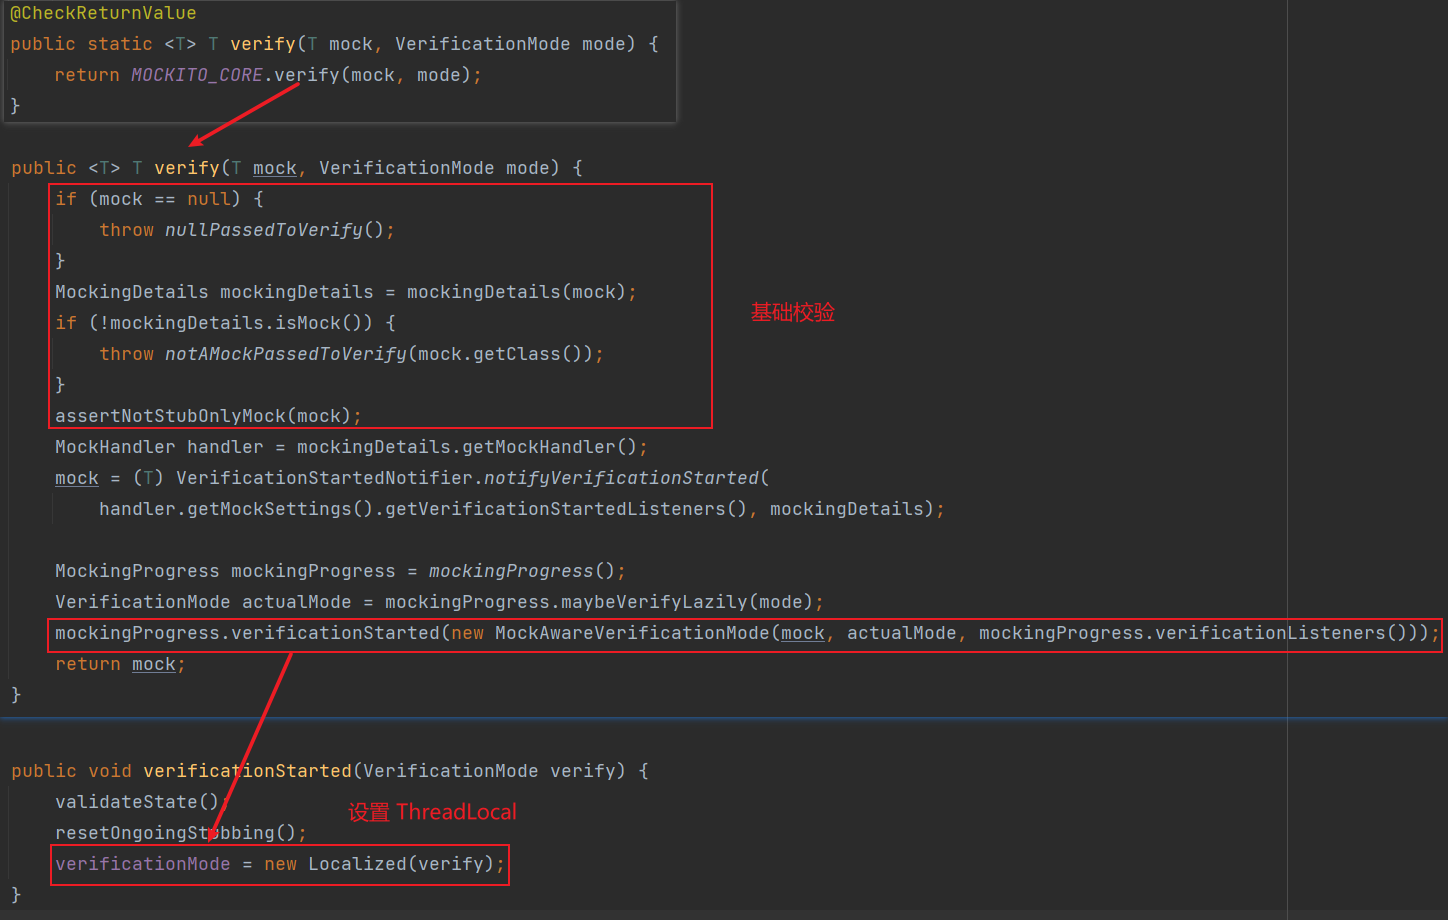 @CheckReturnValue
public static <T> T verify(T mock, VerificationMode mode) {
    return MOCKITO_CORE.verify(mock, mode);
}
public <T> T verify(T mock, VerificationMode mode) {
    if (mock == null) {
        throw nullPassedToVerify();
    }
    MockingDetails mockingDetails = mockingDetails(mock);
    if (!mockingDetails.isMock()) {
基础校验
        throw notAMockPassedToVerify(mock.getClass());
    }
    assertNotStubOnlyMock(mock);
    MockHandler handler = mockingDetails.getMockHandler();
    mock = (T) VerificationStartedNotifier.notifyVerificationStarted(
        handler.getMockSettings().getVerificationStartedListeners(), mockingDetails);
    MockingProgress mockingProgress = mockingProgress();
    VerificationMode actualMode = mockingProgress.maybeVerifyLazily(mode);
    mockingProgress.verificationStarted(new MockAwareVerificationMode(mock, actualMode, mockingProgress.verificationListeners()));
    return mock;
}
public void verificationStarted(VerificationMode verify) {
    validateState();
设置 ThreadLocal
    resetOngoingStubbing();
    verificationMode = new Localized(verify);
}